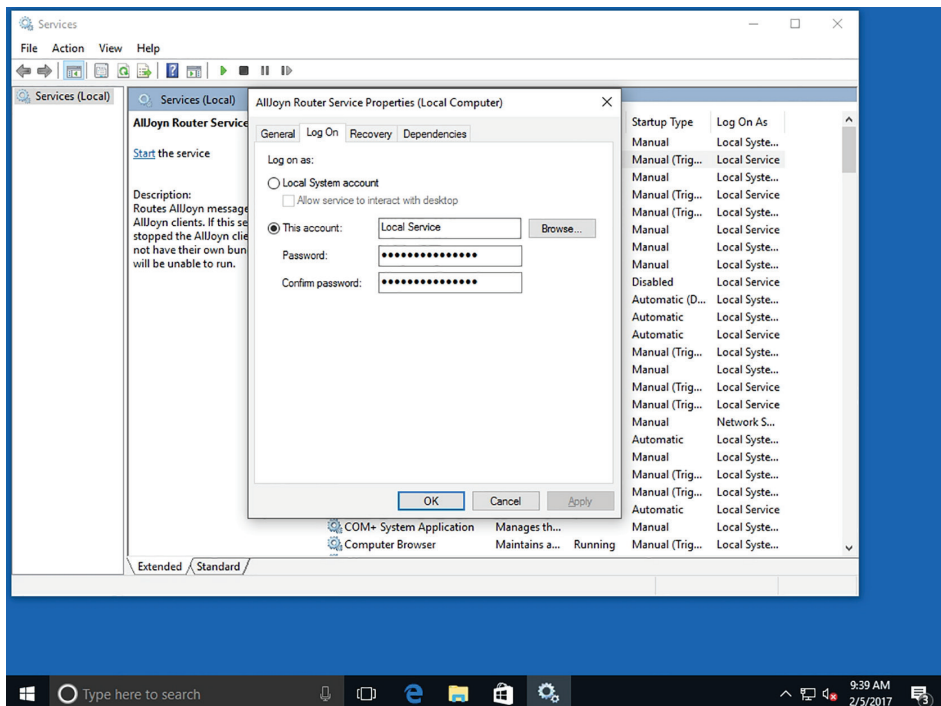 Services
File Action View Help
Services (Local)
Services (Local)
AllJoyn Router Service
Start the service
Description:
Routes AllJoyn message
AllJoyn clients. If this se
stopped the AllJoyn clie
not have their own bun
will be unable to run.
AllJoyn Router Service Properties (Local Computer)
General Log On Recovery Dependencies
Log on as:
Local System account
Allow service to interact with desktop
This account: Local Service Browse...
Password: •••••••••••••••
Confirm password: •••••••••••••••
OK Cancel Apply
Startup Type Log On As
Manual Local Syste...
Manual (Trig... Local Service
Manual Local Syste...
Manual (Trig... Local Service
Manual (Trig... Local Syste...
Manual Local Service
Manual Local Syste...
Manual Local Syste...
Disabled Local Service
Automatic (D... Local Syste...
Automatic Local Syste...
Automatic Local Service
Manual (Trig... Local Syste...
Manual Local Syste...
Manual (Trig... Local Service
Manual (Trig... Local Service
Manual Network S...
Automatic Local Syste...
Manual Local Syste...
Manual (Trig... Local Syste...
Manual (Trig... Local Syste...
Automatic Local Service
COM+ System Application Manages th... Manual Local Syste...
Computer Browser Maintains a... Running Manual (Trig... Local Syste...
Extended Standard
Type here to search
9:39 AM
2/5/2017
3